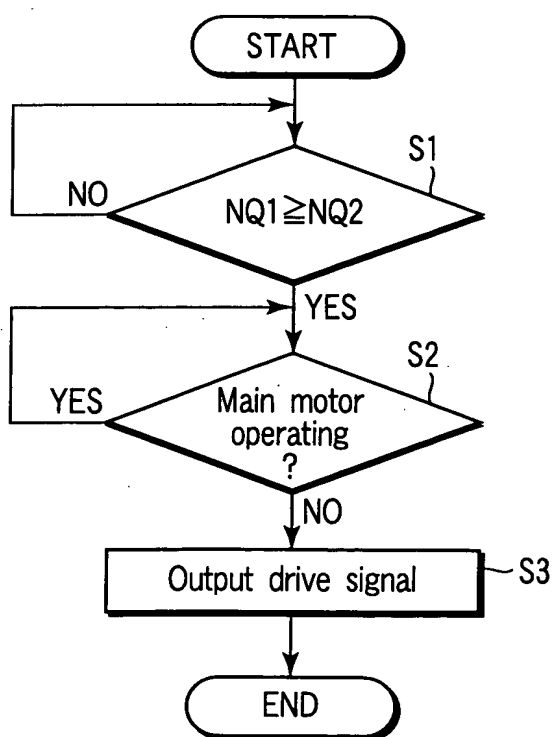 START
S1
NO
NQ1≧NQ2
YES
S2
YES
Main motor
operating
?
NO
Output drive signal
S3
END